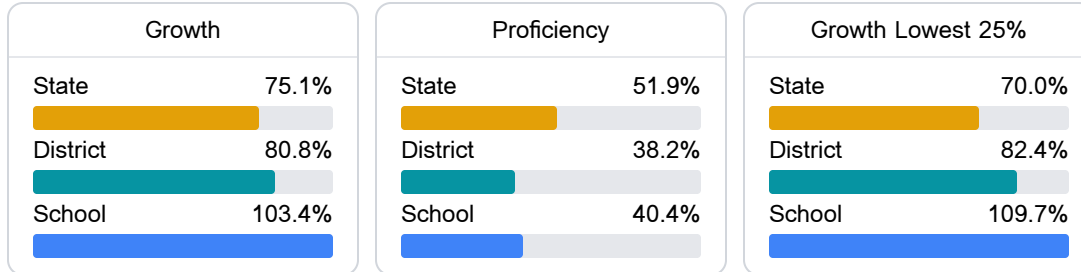 Growth
State 75.1%
District 80.8%
School 103.4%
Proficiency
State 51.9%
District 38.2%
School 40.4%
Growth Lowest 25%
State 70.0%
District 82.4%
School 109.7%